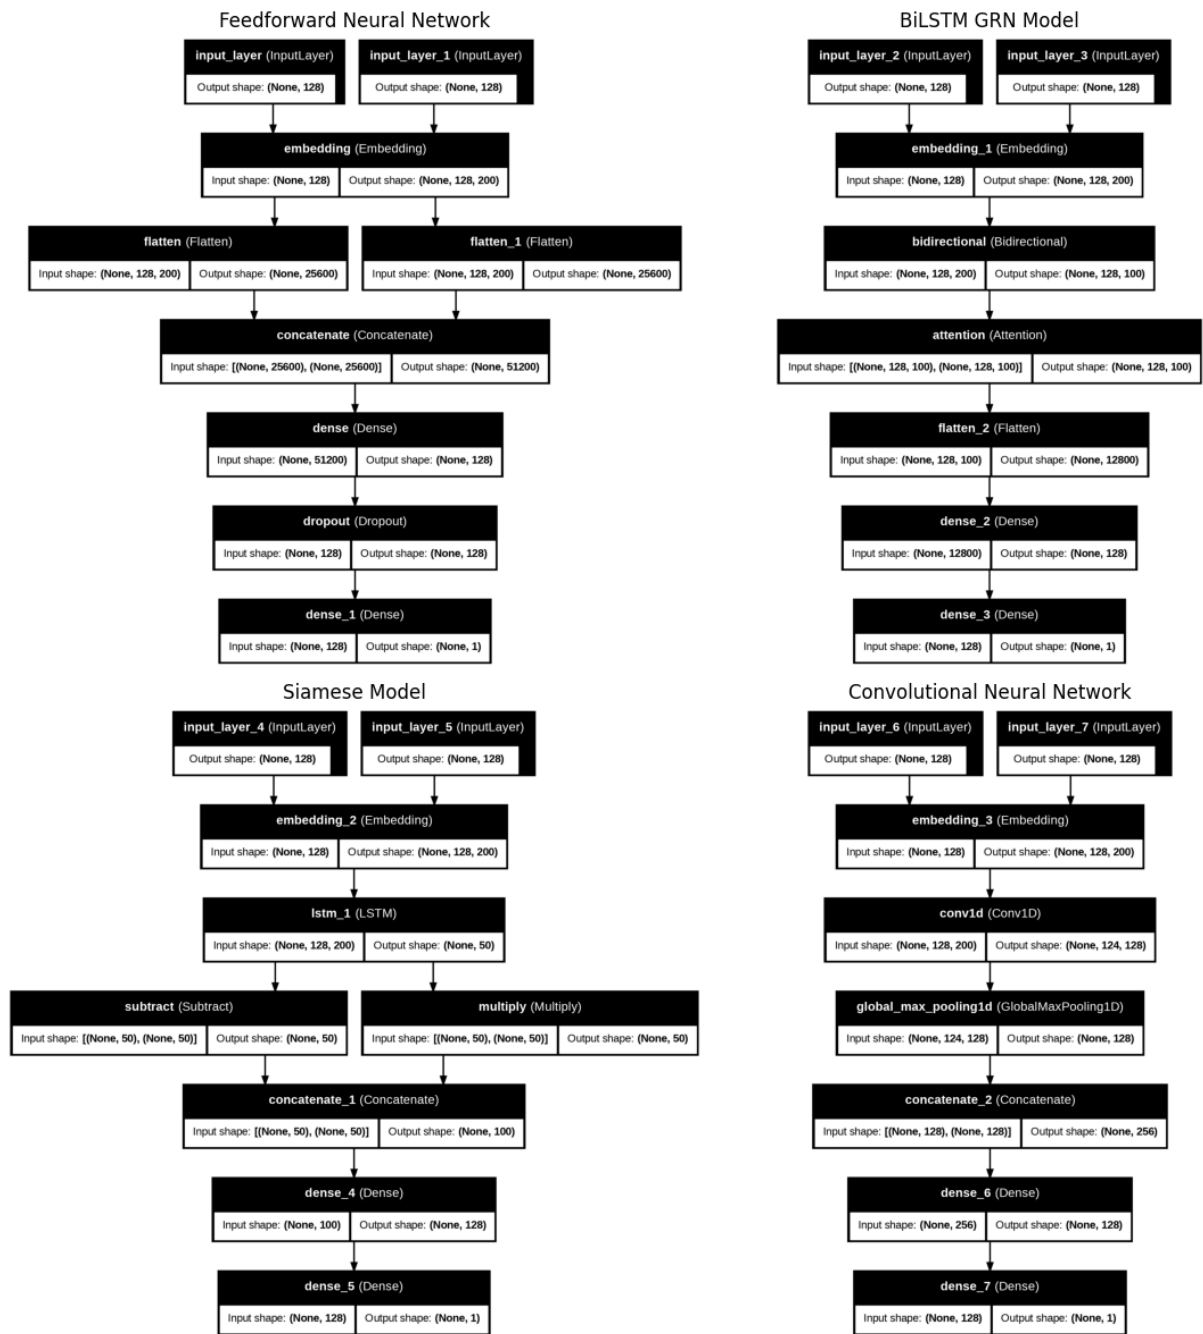 Feedforward Neural Network
input_layer (InputLayer)
Output shape: (None, 128)
input_layer_1 (InputLayer)
Output shape: (None, 128)
embedding (Embedding)
Input shape: (None, 128) Output shape: (None, 128, 200)
flatten (Flatten)
Input shape: (None, 128, 200) Output shape: (None, 25600)
flatten_1 (Flatten)
Input shape: (None, 128, 200) Output shape: (None, 25600)
concatenate (Concatenate)
Input shape: [(None, 25600), (None, 25600)] Output shape: (None, 51200)
dense (Dense)
Input shape: (None, 51200) Output shape: (None, 128)
dropout (Dropout)
Input shape: (None, 128) Output shape: (None, 128)
dense_1 (Dense)
Input shape: (None, 128) Output shape: (None, 1)
BiLSTM GRN Model
input_layer_2 (InputLayer)
Output shape: (None, 128)
input_layer_3 (InputLayer)
Output shape: (None, 128)
embedding_1 (Embedding)
Input shape: (None, 128) Output shape: (None, 128, 200)
bidirectional (Bidirectional)
Input shape: (None, 128, 200) Output shape: (None, 128, 100)
attention (Attention)
Input shape: [(None, 128, 100), (None, 128, 100)] Output shape: (None, 128, 100)
flatten_2 (Flatten)
Input shape: (None, 128, 100) Output shape: (None, 12800)
dense_2 (Dense)
Input shape: (None, 12800) Output shape: (None, 128)
dense_3 (Dense)
Input shape: (None, 128) Output shape: (None, 1)
Siamese Model
input_layer_4 (InputLayer)
Output shape: (None, 128)
input_layer_5 (InputLayer)
Output shape: (None, 128)
embedding_2 (Embedding)
Input shape: (None, 128) Output shape: (None, 128, 200)
lstm_1 (LSTM)
Input shape: (None, 128, 200) Output shape: (None, 50)
subtract (Subtract)
Input shape: [(None, 50), (None, 50)] Output shape: (None, 50)
multiply (Multiply)
Input shape: [(None, 50), (None, 50)] Output shape: (None, 50)
concatenate_1 (Concatenate)
Input shape: [(None, 50), (None, 50)] Output shape: (None, 100)
dense_4 (Dense)
Input shape: (None, 100) Output shape: (None, 128)
dense_5 (Dense)
Input shape: (None, 128) Output shape: (None, 1)
Convolutional Neural Network
input_layer_6 (InputLayer)
Output shape: (None, 128)
input_layer_7 (InputLayer)
Output shape: (None, 128)
embedding_3 (Embedding)
Input shape: (None, 128) Output shape: (None, 128, 200)
conv1d (Conv1D)
Input shape: (None, 128, 200) Output shape: (None, 124, 128)
global_max_pooling1d (GlobalMaxPooling1D)
Input shape: (None, 124, 128) Output shape: (None, 128)
concatenate_2 (Concatenate)
Input shape: [(None, 128), (None, 128)] Output shape: (None, 256)
dense_6 (Dense)
Input shape: (None, 256) Output shape: (None, 128)
dense_7 (Dense)
Input shape: (None, 128) Output shape: (None, 1)